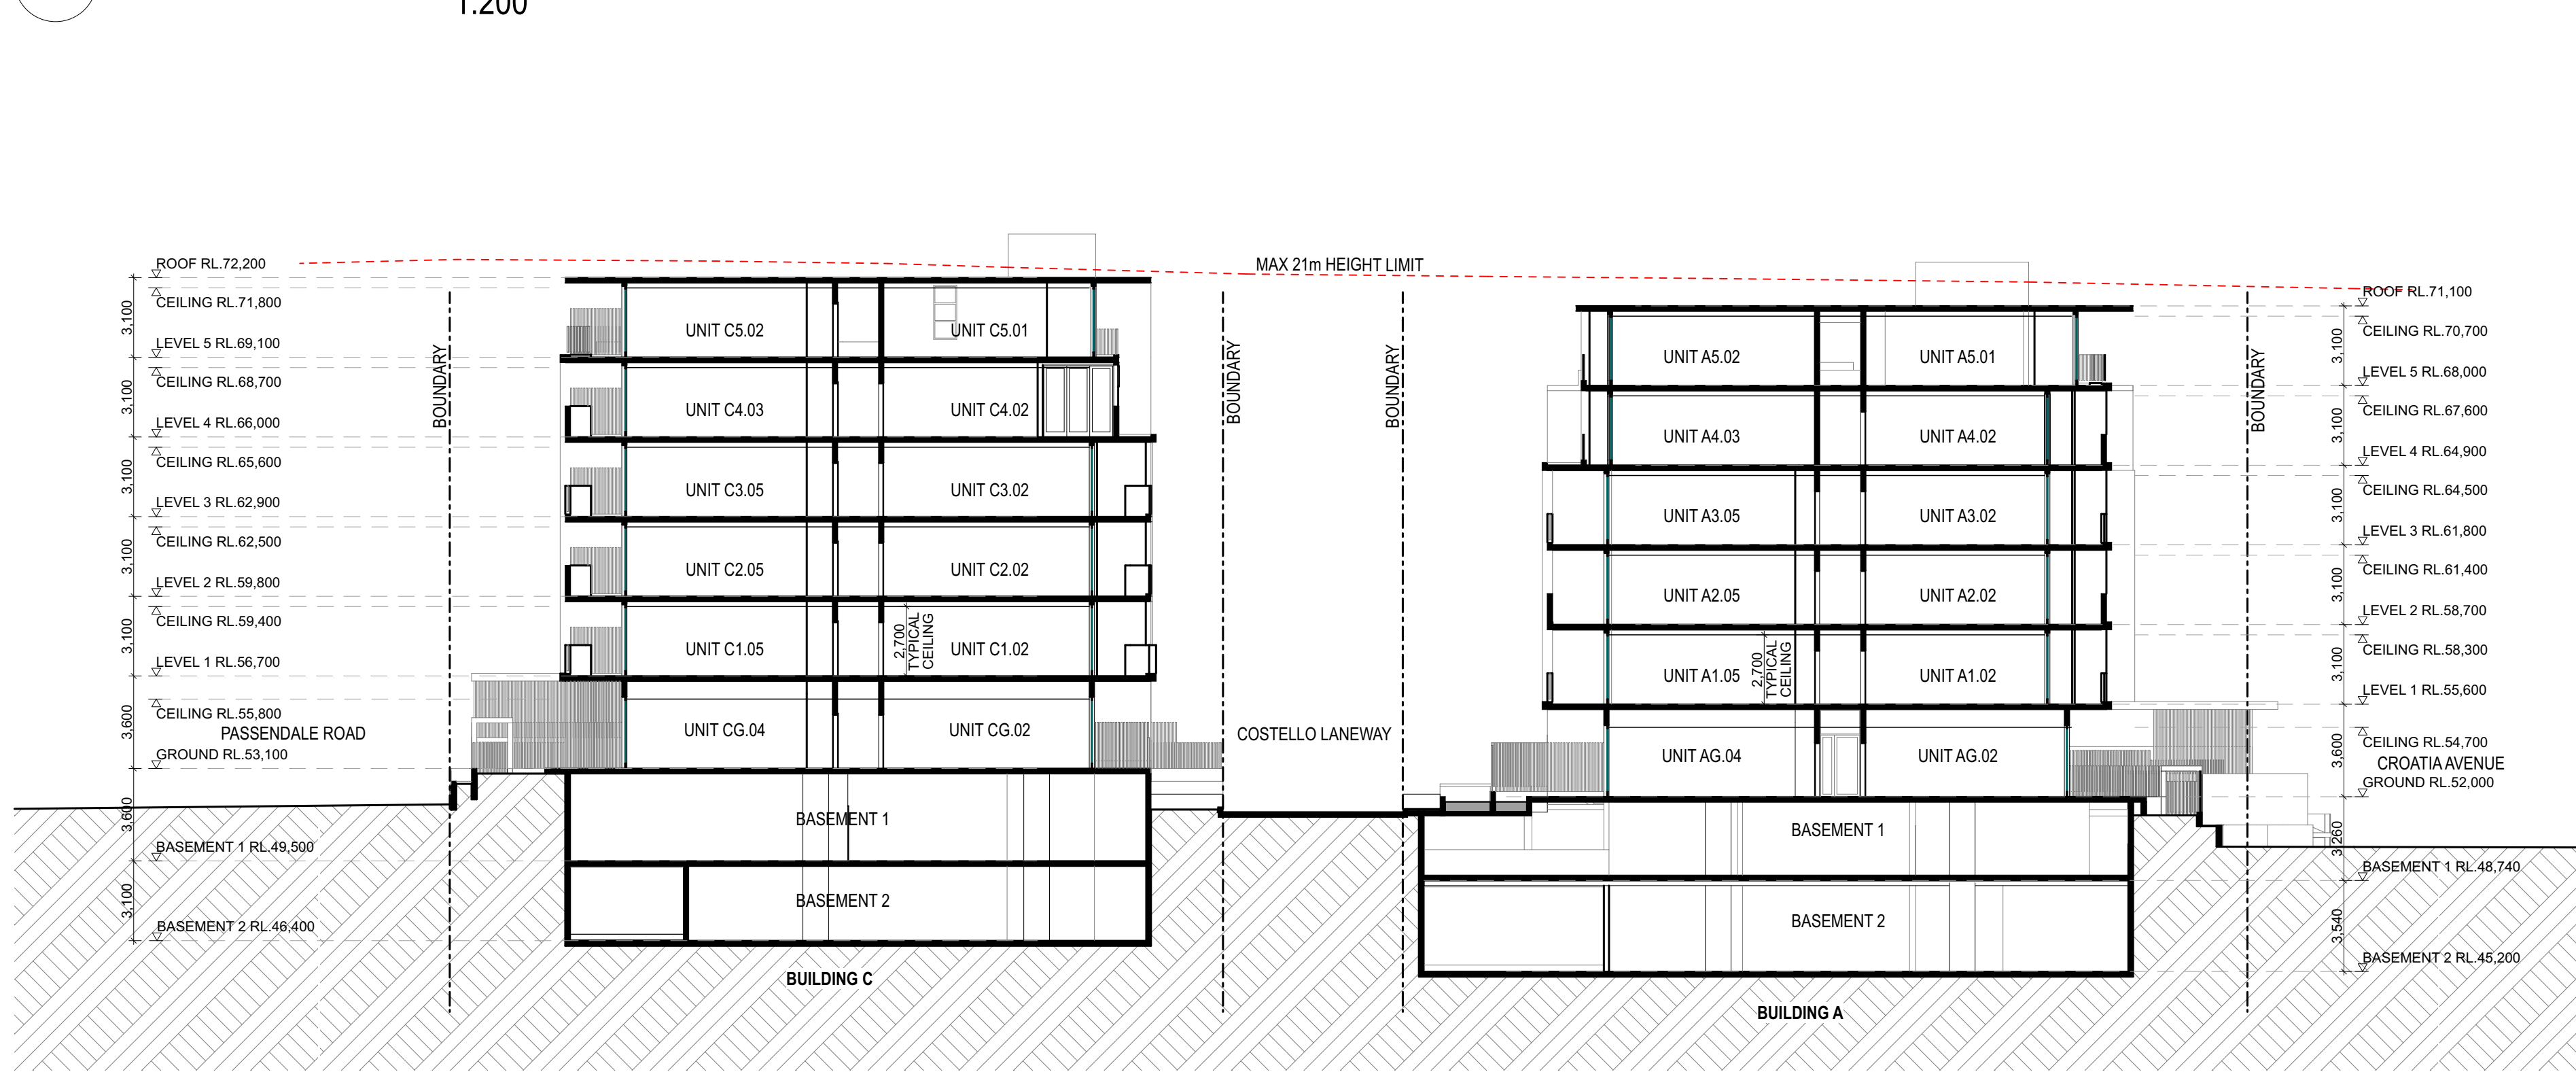 1:200
MAX 21m HEIGHT LIMIT
ROOF RL.72,200
CEILING RL.71,800
3,100
LEVEL 5 RL.69,100
CEILING RL.68,700
3,100
LEVEL 4 RL.66,000
CEILING RL.65,600
3,100
LEVEL 3 RL.62,900
CEILING RL.62,500
3,100
LEVEL 2 RL.59,800
CEILING RL.59,400
3,100
LEVEL 1 RL.56,700
CEILING RL.55,800
3,600
PASSENDALE ROAD
GROUND RL.53,100
3,600
BASEMENT 1 RL.49,500
3,100
BASEMENT 2 RL.46,400
BOUNDARY
UNIT C5.02
UNIT C5.01
UNIT C4.03
UNIT C4.02
UNIT C3.05
UNIT C3.02
UNIT C2.05
UNIT C2.02
UNIT C1.05
2,700
TYPICAL
CEILING
UNIT C1.02
UNIT CG.04
UNIT CG.02
BASEMENT 1
BASEMENT 2
BUILDING C
BOUNDARY
COSTELLO LANEWAY
BOUNDARY
UNIT A5.02
UNIT A5.01
UNIT A4.03
UNIT A4.02
UNIT A3.05
UNIT A3.02
UNIT A2.05
UNIT A2.02
UNIT A1.05
2,700
TYPICAL
CEILING
UNIT A1.02
UNIT AG.04
UNIT AG.02
BASEMENT 1
BASEMENT 2
BUILDING A
BOUNDARY
ROOF RL.71,100
CEILING RL.70,700
3,100
LEVEL 5 RL.68,000
CEILING RL.67,600
3,100
LEVEL 4 RL.64,900
CEILING RL.64,500
3,100
LEVEL 3 RL.61,800
CEILING RL.61,400
3,100
LEVEL 2 RL.58,700
CEILING RL.58,300
3,100
LEVEL 1 RL.55,600
CEILING RL.54,700
3,600
CROATIA AVENUE
GROUND RL.52,000
3,260
BASEMENT 1 RL.48,740
3,540
BASEMENT 2 RL.45,200